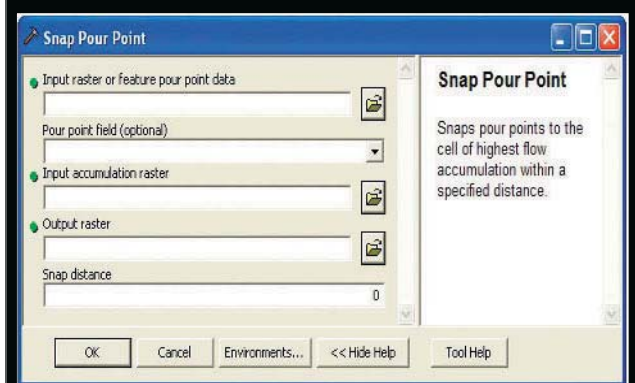 Snap Pour Point
Input raster or feature pour point data
Pour point field (optional)
Input accumulation raster
Output raster
Snap distance
0
OK
Cancel
Environments...
<< Hide Help
Tool Help
Snap Pour Point
Snaps pour points to the
cell of highest flow
accumulation within a
specified distance.